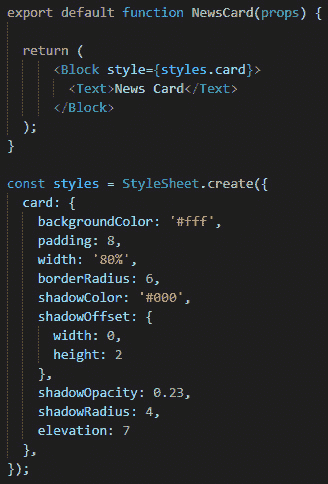 export default function NewsCard(props) {
return (
<Block style={styles.card}>
<Text>News Card</Text>
</Block>
);
}
const styles = StyleSheet.create({
card: {
backgroundColor: '#fff',
padding: 8,
width: '80%',
borderRadius: 6,
shadowColor: '#000',
shadowOffset: {
width: 0,
height: 2
},
shadowOpacity: 0.23,
shadowRadius: 4,
elevation: 7
},
});